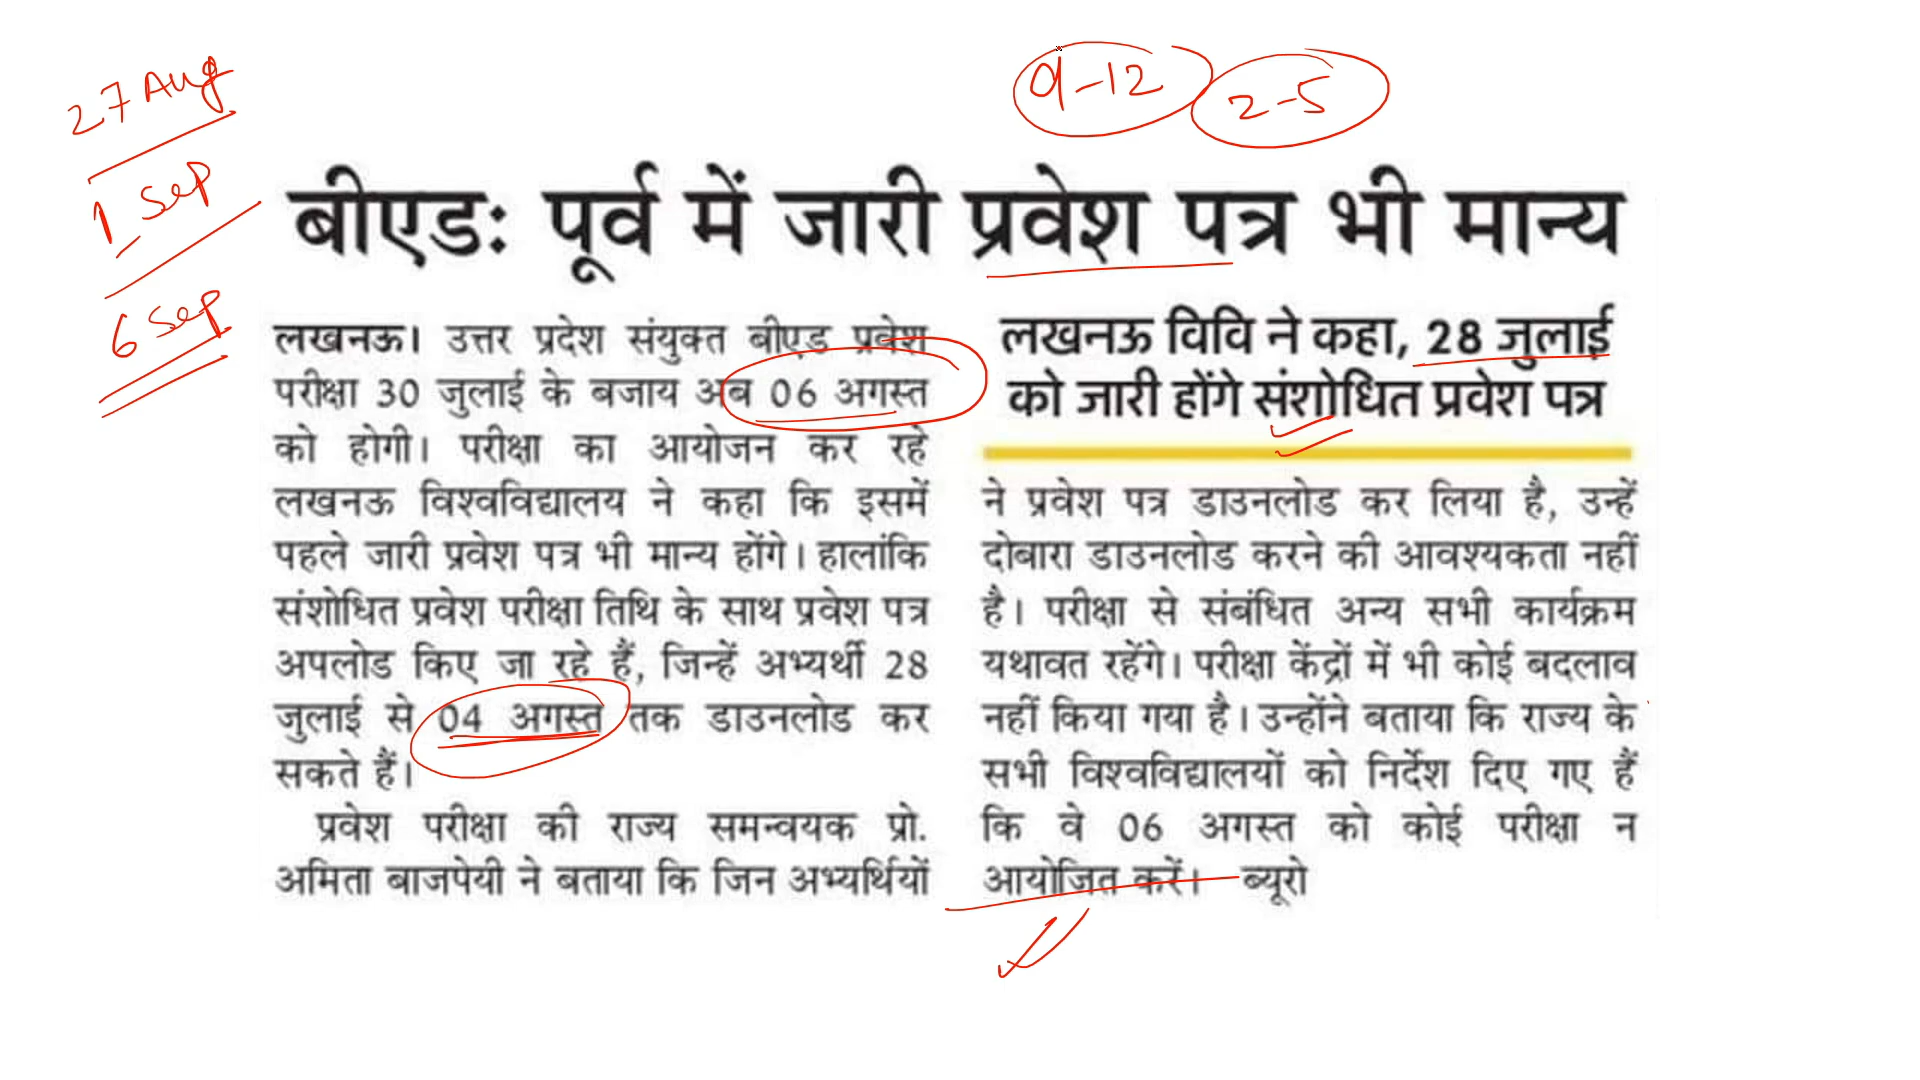 27 Aug
1 Sep
6 Sep
9-12
2-5
बीएडः पूर्व में जारी प्रवेश पत्र भी मान्य
लखनऊ। उत्तर प्रदेश संयुक्त बीएड प्रवेश
परीक्षा 30 जुलाई के बजाय अब 06 अगस्त
को होगी। परीक्षा का आयोजन कर रहे
लखनऊ विश्वविद्यालय ने कहा कि इसमें
पहले जारी प्रवेश पत्र भी मान्य होंगे। हालांकि
संशोधित प्रवेश परीक्षा तिथि के साथ प्रवेश पत्र
अपलोड किए जा रहे हैं, जिन्हें अभ्यर्थी 28
जुलाई से 04 अगस्त तक डाउनलोड कर
सकते हैं।
प्रवेश परीक्षा की राज्य समन्वयक प्रो.
अमिता बाजपेयी ने बताया कि जिन अभ्यर्थियों
लखनऊ विवि ने कहा, 28 जुलाई
को जारी होंगे संशोधित प्रवेश पत्र
ने प्रवेश पत्र डाउनलोड कर लिया है, उन्हें
दोबारा डाउनलोड करने की आवश्यकता नहीं
है। परीक्षा से संबंधित अन्य सभी कार्यक्रम
यथावत रहेंगे। परीक्षा केंद्रों में भी कोई बदलाव
नहीं किया गया है। उन्होंने बताया कि राज्य के
सभी विश्वविद्यालयों को निर्देश दिए गए हैं
कि वे 06 अगस्त को कोई परीक्षा न
आयोजित करें। ब्यूरो